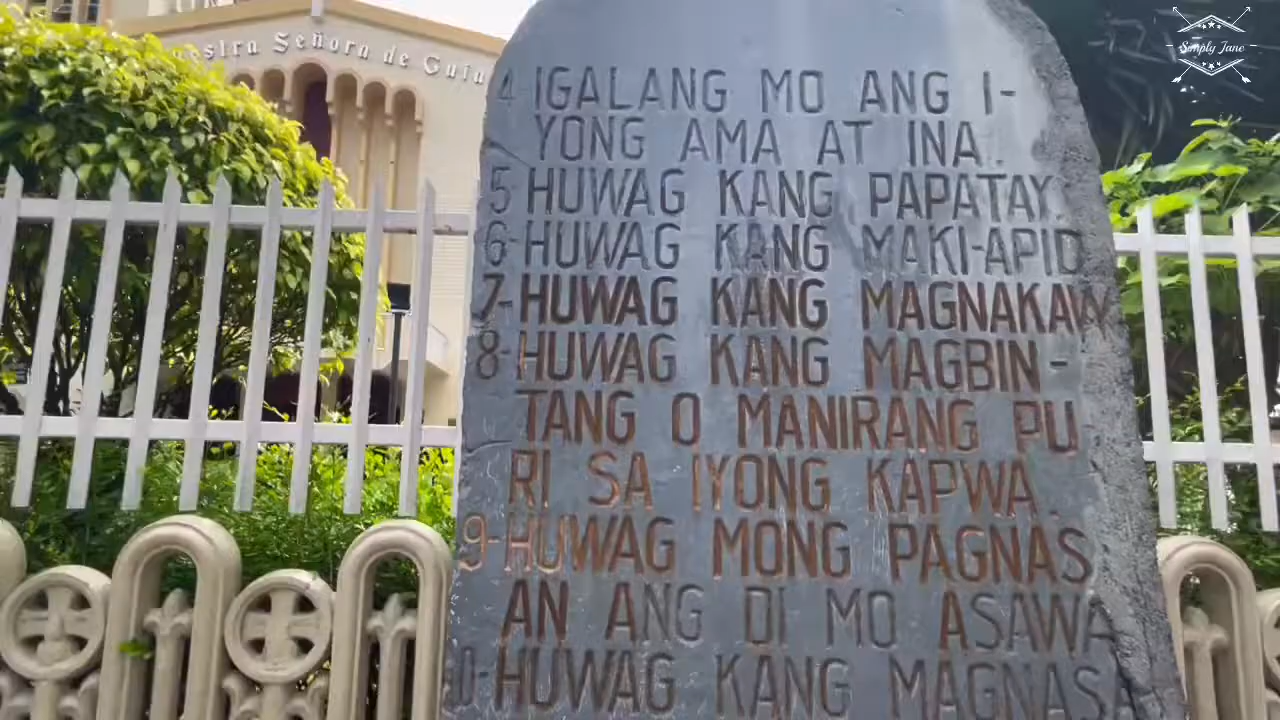 Señora de Guia
Simply Jane
4-IGALANG MO ANG I-
YONG AMA AT INA.
5 HUWAG KANG PAPATAY.
6-HUWAG KANG MAKI-APID
7-HUWAG KANG MAGNAKAW
8-HUWAG KANG MAGBIN-
TANG O MANIRANG PU
RI SA IYONG KAPWA.
9-HUWAG MONG PAGNAS
AN ANG DI MO ASAWA
0-HUWAG KANG MAGNASA